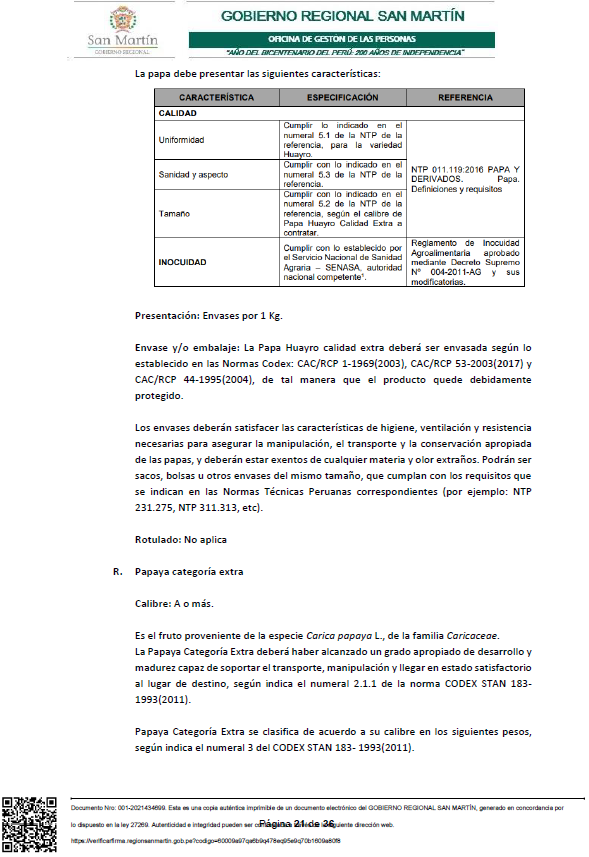 San Martín
GOBIERNO REGIONAL
GOBIERNO REGIONAL SAN MARTÍN
OFICINA DE GESTÓN DE LAS PERSONAS
"AÑO DEL BICENTENARIO DEL PERÚ: 200 AÑOS DE INDEPENDENCIA"
La papa debe presentar las siguientes características:
CARACTERÍSTICA ESPECIFICACIÓN REFERENCIA
CALIDAD
Uniformidad
Cumplir lo indicado en el
numeral 5.1 de la NTP de la
referencia, para la variedad
Huayro.
Sanidad y aspecto
Cumplir con lo indicado en el
numeral 5.3 de la NTP de la
referencia.
Tamaño
Cumplir con lo indicado en el
numeral 5.2 de la NTP de la
referencia, según el calibre de
Papa Huayro Calidad Extra a
contratar.
NTP 011.119:2016 PAPA Y
DERIVADOS. Papa.
Definiciones y requisitos
INOCUIDAD
Cumplir con lo establecido por
el Servicio Nacional de Sanidad
Agraria – SENASA, autoridad
nacional competente¹.
Reglamento de Inocuidad
Agroalimentaria aprobado
mediante Decreto Supremo
Nº 004-2011-AG y sus
modificatorias.
Presentación: Envases por 1 Kg.
Envase y/o embalaje: La Papa Huayro calidad extra deberá ser envasada según lo
establecido en las Normas Codex: CAC/RCP 1-1969(2003), CAC/RCP 53-2003(2017) y
CAC/RCP 44-1995(2004), de tal manera que el producto quede debidamente
protegido.
Los envases deberán satisfacer las características de higiene, ventilación y resistencia
necesarias para asegurar la manipulación, el transporte y la conservación apropiada
de las papas, y deberán estar exentos de cualquier materia y olor extraños. Podrán ser
sacos, bolsas u otros envases del mismo tamaño, que cumplan con los requisitos que
se indican en las Normas Técnicas Peruanas correspondientes (por ejemplo: NTP
231.275, NTP 311.313, etc).
Rotulado: No aplica
R. Papaya categoría extra
Calibre: A o más.
Es el fruto proveniente de la especie Carica papaya L., de la familia Caricaceae.
La Papaya Categoría Extra deberá haber alcanzado un grado apropiado de desarrollo y
madurez capaz de soportar el transporte, manipulación y llegar en estado satisfactorio
al lugar de destino, según indica el numeral 2.1.1 de la norma CODEX STAN 183-
1993(2011).
Papaya Categoría Extra se clasifica de acuerdo a su calibre en los siguientes pesos,
según indica el numeral 3 del CODEX STAN 183- 1993(2011).
Documento Nro: 001-2021434699. Esta es una copia auténtica imprimible de un documento electrónico del GOBIERNO REGIONAL SAN MARTÍN, generado en concordancia por
lo dispuesto en la ley 27269. Autenticidad e integridad pueden ser siguiente dirección web.
Página 21 de 36